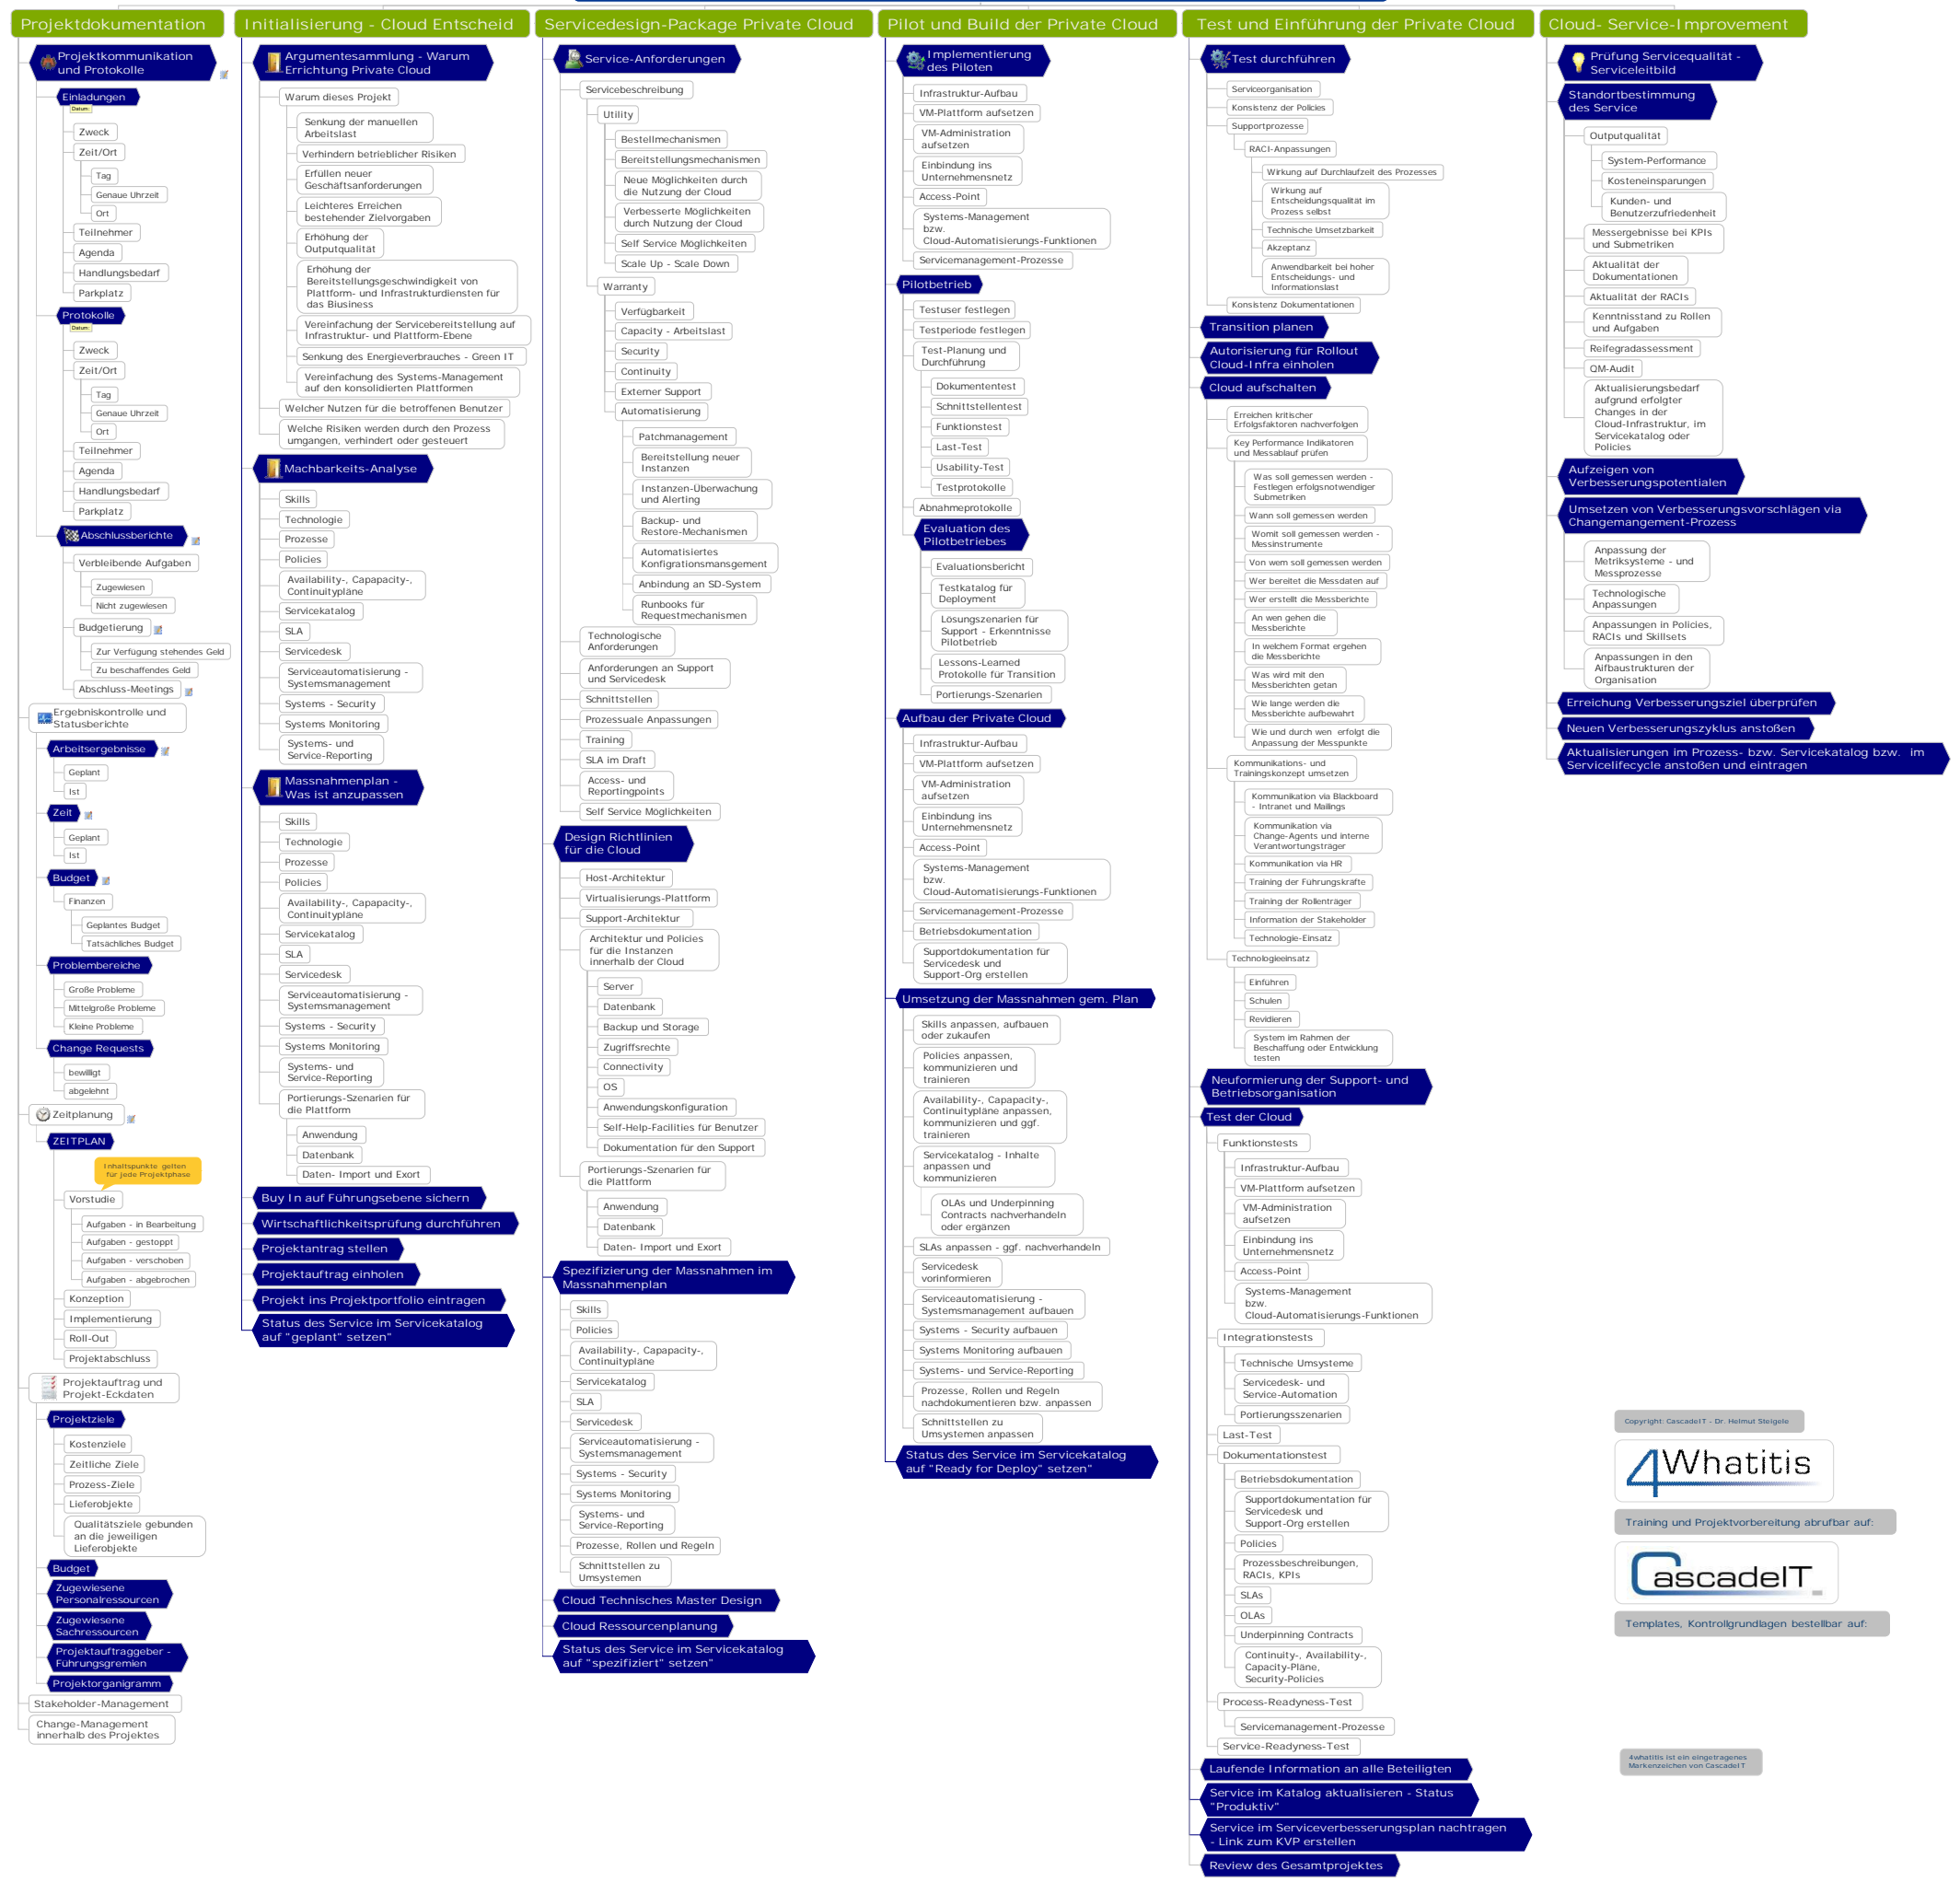 Projektdokumentation
Projektkommunikation
und Protokolle
Einladungen
Datum:
Zweck
Zeit/Ort
Tag
Genaue Uhrzeit
Ort
Teilnehmer
Agenda
Handlungsbedarf
Parkplatz
Protokolle
Datum:
Zweck
Zeit/Ort
Tag
Genaue Uhrzeit
Ort
Teilnehmer
Agenda
Handlungsbedarf
Parkplatz
Abschlussberichte
Verbleibende Aufgaben
Zugewiesen
Nicht zugewiesen
Budgetierung
Zur Verfügung stehendes Geld
Zu beschaffendes Geld
Abschluss-Meetings
Ergebniskontrolle und
Statusberichte
Arbeitsergebnisse
Geplant
Ist
Zeit
Geplant
Ist
Budget
Finanzen
Geplantes Budget
Tatsächliches Budget
Problembereiche
Große Probleme
Mittelgroße Probleme
Kleine Probleme
Change Requests
bewilligt
abgelehnt
Zeitplanung
ZEITPLAN
Inhaltspunkte gelten
für jede Projektphase
Vorstudie
Aufgaben - in Bearbeitung
Aufgaben - gestoppt
Aufgaben - verschoben
Aufgaben - abgebrochen
Konzeption
Implementierung
Roll-Out
Projektabschluss
Projektauftrag und
Projekt-Eckdaten
Projektziele
Kostenziele
Zeitliche Ziele
Prozess-Ziele
Lieferobjekte
Qualitätsziele gebunden
an die jeweiligen
Lieferobjekte
Budget
Zugewiesene
Personalressourcen
Zugewiesene
Sachressourcen
Projektauftraggeber -
Führungsgremien
Projektorganigramm
Stakeholder-Management
Change-Management
innerhalb des Projektes
Initialisierung - Cloud Entscheid
Argumentesammlung - Warum
Errichtung Private Cloud
Warum dieses Projekt
Senkung der manuellen
Arbeitslast
Verhindern betrieblicher Risiken
Erfüllen neuer
Geschäftsanforderungen
Leichteres Erreichen
bestehender Zielvorgaben
Erhöhung der
Outputqualität
Erhöhung der
Bereitstellungsgeschwindigkeit von
Plattform- und Infrastrukturdiensten für
das Biusiness
Vereinfachung der Servicebereitstellung auf
Infrastruktur- und Plattform-Ebene
Senkung des Energieverbrauches - Green IT
Vereinfachung des Systems-Management
auf den konsolidierten Plattformen
Welcher Nutzen für die betroffenen Benutzer
Welche Risiken werden durch den Prozess
umgangen, verhindert oder gesteuert
Machbarkeits-Analyse
Skills
Technologie
Prozesse
Policies
Availability-, Capapacity-,
Continuitypläne
Servicekatalog
SLA
Servicedesk
Serviceautomatisierung -
Systemsmanagement
Systems - Security
Systems Monitoring
Systems- und
Service-Reporting
Massnahmenplan -
Was ist anzupassen
Skills
Technologie
Prozesse
Policies
Availability-, Capapacity-,
Continuitypläne
Servicekatalog
SLA
Servicedesk
Serviceautomatisierung -
Systemsmanagement
Systems - Security
Systems Monitoring
Systems- und
Service-Reporting
Portierungs-Szenarien für
die Plattform
Anwendung
Datenbank
Daten- Import und Exort
Buy In auf Führungsebene sichern
Wirtschaftlichkeitsprüfung durchführen
Projektantrag stellen
Projektauftrag einholen
Projekt ins Projektportfolio eintragen
Status des Service im Servicekatalog
auf "geplant" setzen"
Servicedesign-Package Private Cloud
Service-Anforderungen
Servicebeschreibung
Utility
Bestellmechanismen
Bereitstellungsmechanismen
Neue Möglichkeiten durch
die Nutzung der Cloud
Verbesserte Möglichkeiten
durch Nutzung der Cloud
Self Service Möglichkeiten
Scale Up - Scale Down
Warranty
Verfügbarkeit
Capacity - Arbeitslast
Security
Continuity
Externer Support
Automatisierung
Patchmanagement
Bereitstellung neuer
Instanzen
Instanzen-Überwachung
und Alerting
Backup- und
Restore-Mechanismen
Automatisiertes
Konfigrationsmansgement
Anbindung an SD-System
Runbooks für
Requestmechanismen
Technologische
Anforderungen
Anforderungen an Support
und Servicedesk
Schnittstellen
Prozessuale Anpassungen
Training
SLA im Draft
Access- und
Reportingpoints
Self Service Möglichkeiten
Design Richtlinien
für die Cloud
Host-Architektur
Virtualisierungs-Plattform
Support-Architektur
Architektur und Policies
für die Instanzen
innerhalb der Cloud
Server
Datenbank
Backup und Storage
Zugriffsrechte
Connectivity
OS
Anwendungskonfiguration
Self-Help-Facilities für Benutzer
Dokumentation für den Support
Portierungs-Szenarien für
die Plattform
Anwendung
Datenbank
Daten- Import und Exort
Spezifizierung der Massnahmen im
Massnahmenplan
Skills
Policies
Availability-, Capapacity-,
Continuitypläne
Servicekatalog
SLA
Servicedesk
Serviceautomatisierung -
Systemsmanagement
Systems - Security
Systems Monitoring
Systems- und
Service-Reporting
Prozesse, Rollen und Regeln
Schnittstellen zu
Umsystemen
Cloud Technisches Master Design
Cloud Ressourcenplanung
Status des Service im Servicekatalog
auf "spezifiziert" setzen"
Pilot und Build der Private Cloud
Implementierung
des Piloten
Infrastruktur-Aufbau
VM-Plattform aufsetzen
VM-Administration
aufsetzen
Einbindung ins
Unternehmensnetz
Access-Point
Systems-Management
bzw.
Cloud-Automatisierungs-Funktionen
Servicemanagement-Prozesse
Pilotbetrieb
Testuser festlegen
Testperiode festlegen
Test-Planung und
Durchführung
Dokumententest
Schnittstellentest
Funktionstest
Last-Test
Usability-Test
Testprotokolle
Abnahmeprotokolle
Evaluation des
Pilotbetriebes
Evaluationsbericht
Testkatalog für
Deployment
Lösungszenarien für
Support - Erkenntnisse
Pilotbetrieb
Lessons-Learned
Protokolle für Transition
Portierungs-Szenarien
Aufbau der Private Cloud
Infrastruktur-Aufbau
VM-Plattform aufsetzen
VM-Administration
aufsetzen
Einbindung ins
Unternehmensnetz
Access-Point
Systems-Management
bzw.
Cloud-Automatisierungs-Funktionen
Servicemanagement-Prozesse
Betriebsdokumentation
Supportdokumentation für
Servicedesk und
Support-Org erstellen
Umsetzung der Massnahmen gem. Plan
Skills anpassen, aufbauen
oder zukaufen
Policies anpassen,
kommunizieren und
trainieren
Availability-, Capapacity-,
Continuitypläne anpassen,
kommunizieren und ggf.
trainieren
Servicekatalog - Inhalte
anpassen und
kommunizieren
OLAs und Underpinning
Contracts nachverhandeln
oder ergänzen
SLAs anpassen - ggf. nachverhandeln
Servicedesk
vorinformieren
Serviceautomatisierung -
Systemsmanagement aufbauen
Systems - Security aufbauen
Systems Monitoring aufbauen
Systems- und Service-Reporting
Prozesse, Rollen und Regeln
nachdokumentieren bzw. anpassen
Schnittstellen zu
Umsystemen anpassen
Status des Service im Servicekatalog
auf "Ready for Deploy" setzen"
Test und Einführung der Private Cloud
Test durchführen
Serviceorganisation
Konsistenz der Policies
Supportprozesse
RACI-Anpassungen
Wirkung auf Durchlaufzeit des Prozesses
Wirkung auf
Entscheidungsqualität im
Prozess selbst
Technische Umsetzbarkeit
Akzeptanz
Anwendbarkeit bei hoher
Entscheidungs- und
Informationslast
Konsistenz Dokumentationen
Transition planen
Autorisierung für Rollout
Cloud-Infra einholen
Cloud aufschalten
Erreichen kritischer
Erfolgsfaktoren nachverfolgen
Key Performance Indikatoren
und Messablauf prüfen
Was soll gemessen werden -
Festlegen erfolgsnotwendiger
Submetriken
Wann soll gemessen werden
Womit soll gemessen werden -
Messinstrumente
Von wem soll gemessen werden
Wer bereitet die Messdaten auf
Wer erstellt die Messberichte
An wen gehen die
Messberichte
In welchem Format ergehen
die Messberichte
Was wird mit den
Messberichten getan
Wie lange werden die
Messberichte aufbewahrt
Wie und durch wen erfolgt die
Anpassung der Messpunkte
Kommunikations- und
Trainingskonzept umsetzen
Kommunikation via Blackboard
- Intranet und Mailings
Kommunikation via
Change-Agents und interne
Verantwortungsträger
Kommunikation via HR
Training der Führungskräfte
Training der Rollenträger
Information der Stakeholder
Technologie-Einsatz
Technologieeinsatz
Einführen
Schulen
Revidieren
System im Rahmen der
Beschaffung oder Entwicklung
testen
Neuformierung der Support- und
Betriebsorganisation
Test der Cloud
Funktionstests
Infrastruktur-Aufbau
VM-Plattform aufsetzen
VM-Administration
aufsetzen
Einbindung ins
Unternehmensnetz
Access-Point
Systems-Management
bzw.
Cloud-Automatisierungs-Funktionen
Integrationstests
Technische Umsysteme
Servicedesk- und
Service-Automation
Portierungsszenarien
Last-Test
Dokumentationstest
Betriebsdokumentation
Supportdokumentation für
Servicedesk und
Support-Org erstellen
Policies
Prozessbeschreibungen,
RACIs, KPIs
SLAs
OLAs
Underpinning Contracts
Continuity-, Availability-,
Capacity-Pläne,
Security-Policies
Process-Readyness-Test
Servicemanagement-Prozesse
Service-Readyness-Test
Laufende Information an alle Beteiligten
Service im Katalog aktualisieren - Status
"Produktiv"
Service im Serviceverbesserungsplan nachtragen
- Link zum KVP erstellen
Review des Gesamtprojektes
Cloud- Service-Improvement
Prüfung Servicequalität -
Serviceleitbild
Standortbestimmung
des Service
Outputqualität
System-Performance
Kosteneinsparungen
Kunden- und
Benutzerzufriedenheit
Messergebnisse bei KPIs
und Submetriken
Aktualität der
Dokumentationen
Aktualität der RACIs
Kenntnisstand zu Rollen
und Aufgaben
Reifegradassessment
QM-Audit
Aktualisierungsbedarf
aufgrund erfolgter
Changes in der
Cloud-Infrastruktur, im
Servicekatalog oder
Policies
Aufzeigen von
Verbesserungspotentialen
Umsetzen von Verbesserungsvorschlägen via
Changemangement-Prozess
Anpassung der
Metriksysteme - und
Messprozesse
Technologische
Anpassungen
Anpassungen in Policies,
RACIs und Skillsets
Anpassungen in den
Aifbaustrukturen der
Organisation
Erreichung Verbesserungsziel überprüfen
Neuen Verbesserungszyklus anstoßen
Aktualisierungen im Prozess- bzw. Servicekatalog bzw. im
Servicelifecycle anstoßen und eintragen
Copyright: CascadeIT - Dr. Helmut Steigele
4Whatitis
Training und Projektvorbereitung abrufbar auf:
CascadeIT
Templates, Kontrollgrundlagen bestellbar auf:
4whatitis ist ein eingetragenes
Markenzeichen von CascadeIT